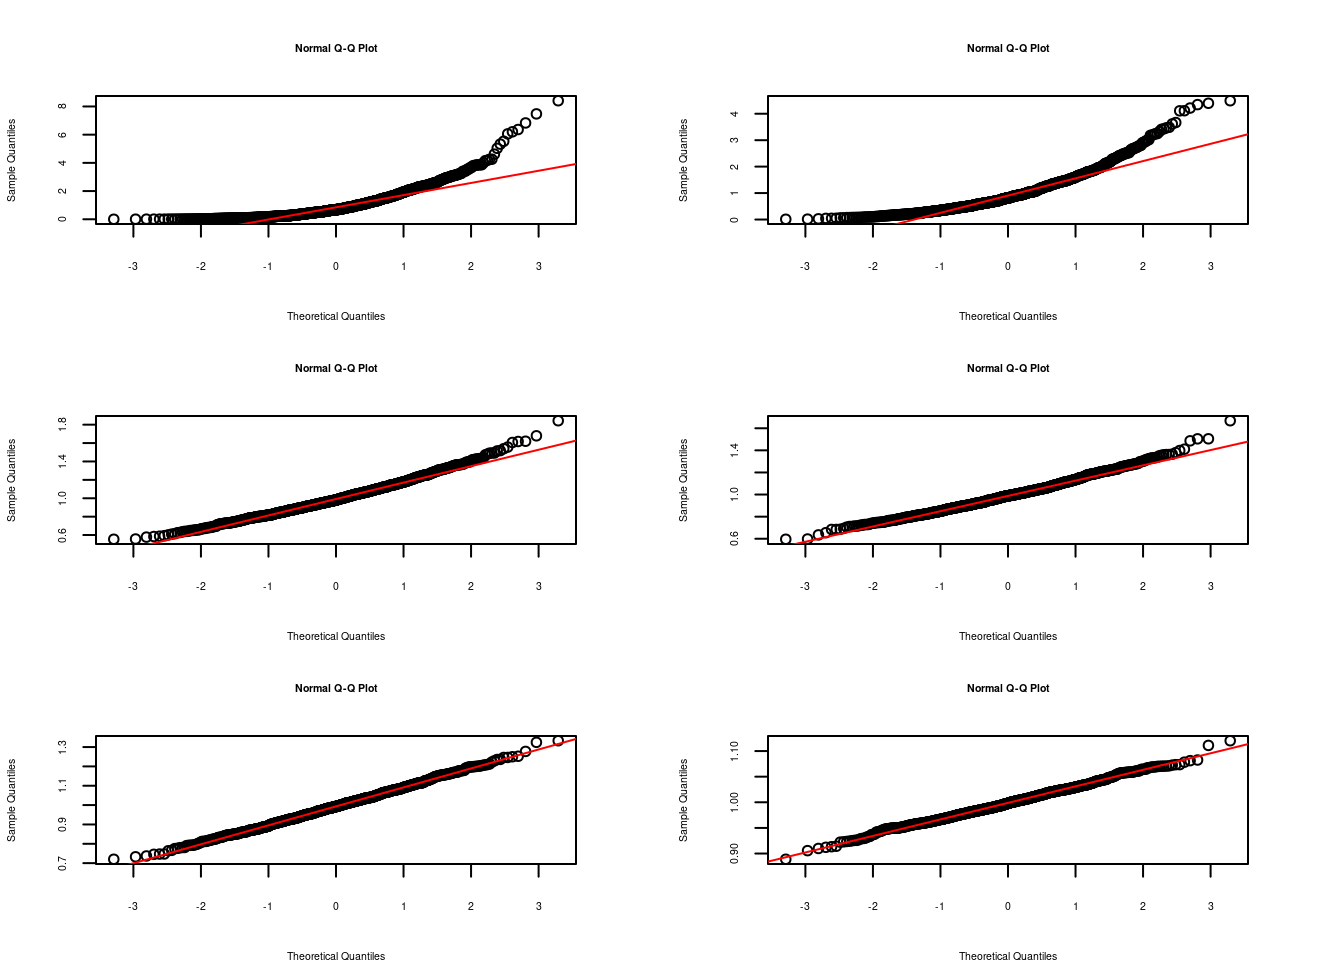 Normal Q-Q Plot
Sample Quantiles
0 2 4 6 8
-3 -2 -1 0 1 2 3
Theoretical Quantiles
Normal Q-Q Plot
Sample Quantiles
0 1 2 3 4
-3 -2 -1 0 1 2 3
Theoretical Quantiles
Normal Q-Q Plot
Sample Quantiles
0.6 1.0 1.4 1.8
-3 -2 -1 0 1 2 3
Theoretical Quantiles
Normal Q-Q Plot
Sample Quantiles
0.6 1.0 1.4
-3 -2 -1 0 1 2 3
Theoretical Quantiles
Normal Q-Q Plot
Sample Quantiles
0.7 0.9 1.1 1.3
-3 -2 -1 0 1 2 3
Theoretical Quantiles
Normal Q-Q Plot
Sample Quantiles
0.90 1.00 1.10
-3 -2 -1 0 1 2 3
Theoretical Quantiles